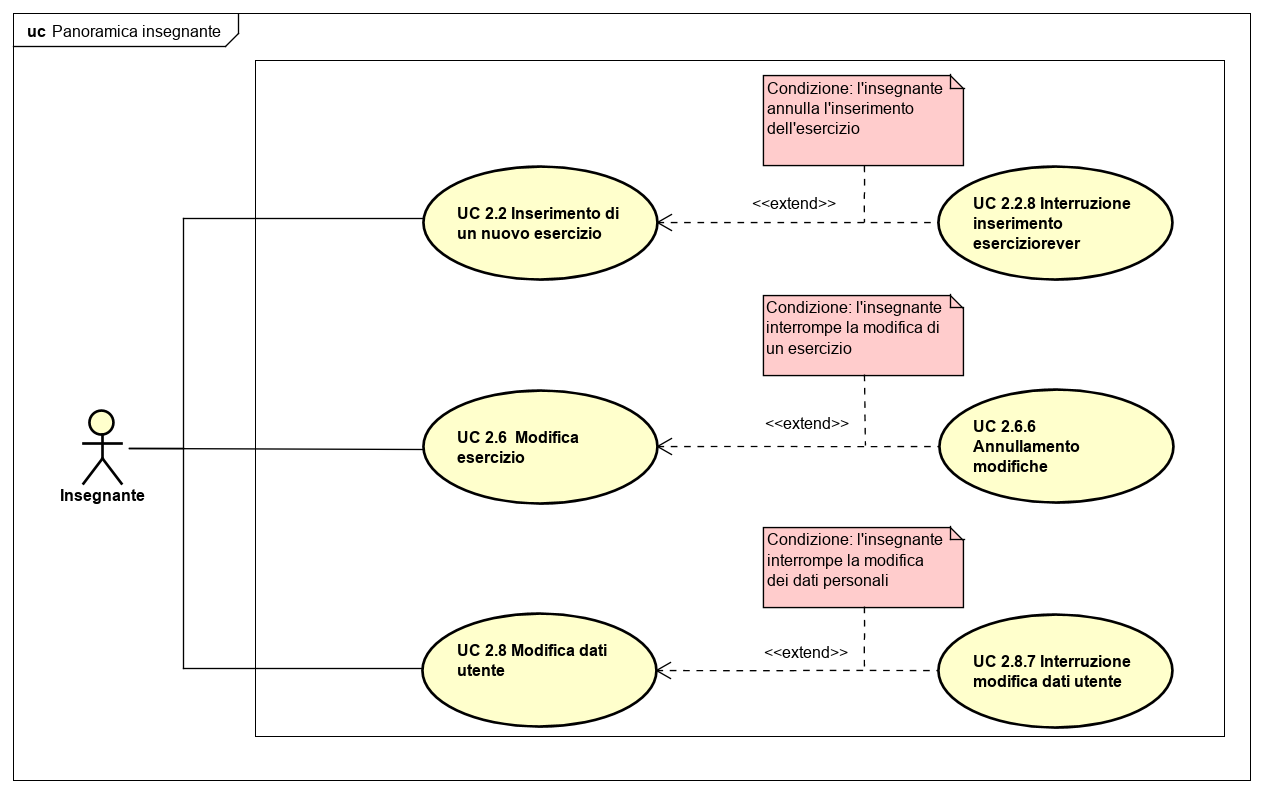 uc Panoramica insegnante
Condizione: l'insegnante
annulla l'inserimento
dell'esercizio
UC 2.2 Inserimento di
un nuovo esercizio
<<extend>>
UC 2.2.8 Interruzione
inserimento
eserciziorever
Condizione: l'insegnante
interrompe la modifica di
un esercizio
Insegnante
UC 2.6  Modifica
esercizio
<<extend>>
UC 2.6.6
Annullamento
modifiche
Condizione: l'insegnante
interrompe la modifica
dei dati personali
UC 2.8 Modifica dati
utente
<<extend>>
UC 2.8.7 Interruzione
modifica dati utente